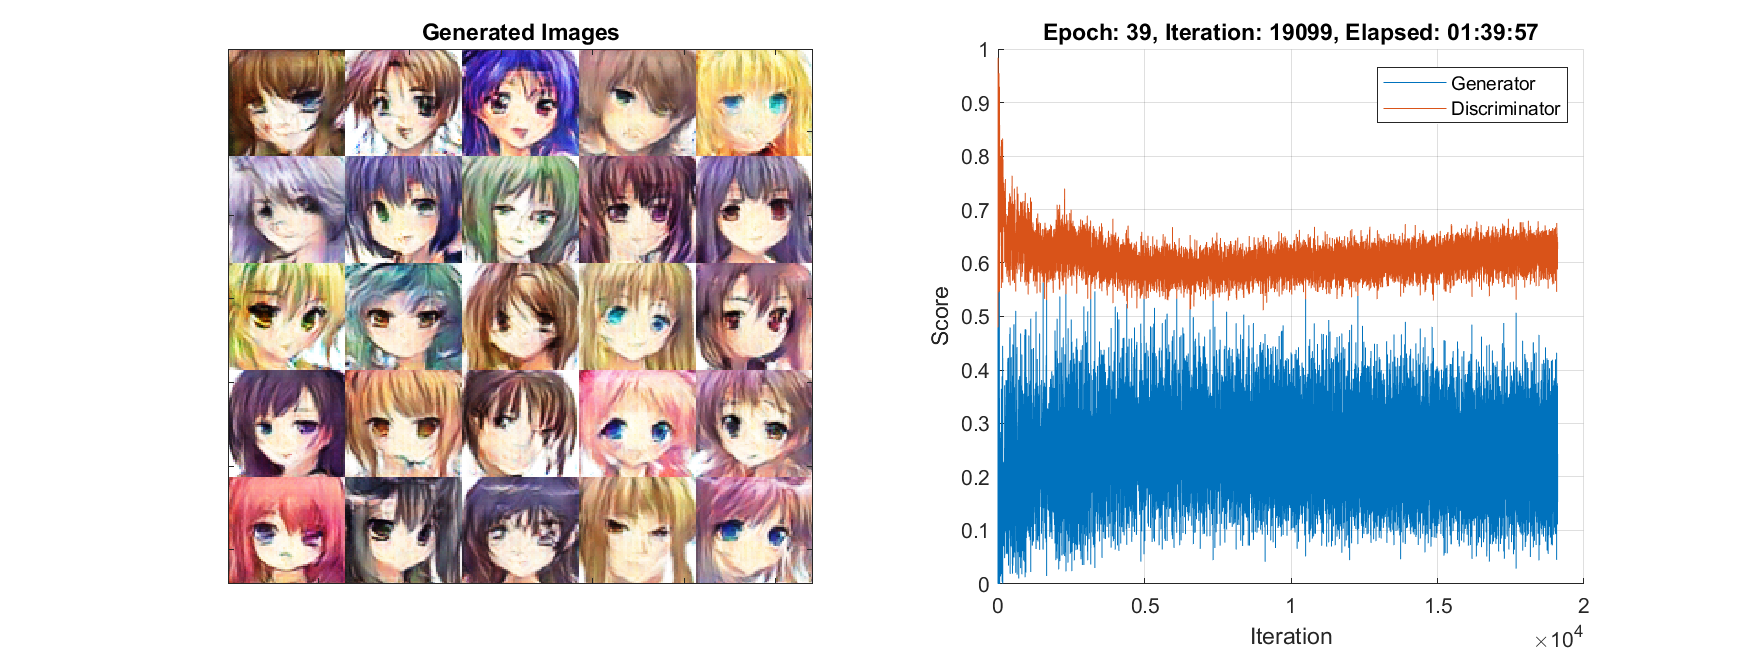 Generated Images
Epoch: 39, Iteration: 19099, Elapsed: 01:39:57
Generator
Discriminator
1
0.9
0.8
0.7
0.6
0.5
0.4
0.3
0.2
0.1
0
Score
0 0.5 1 1.5 2
Iteration
×10^4